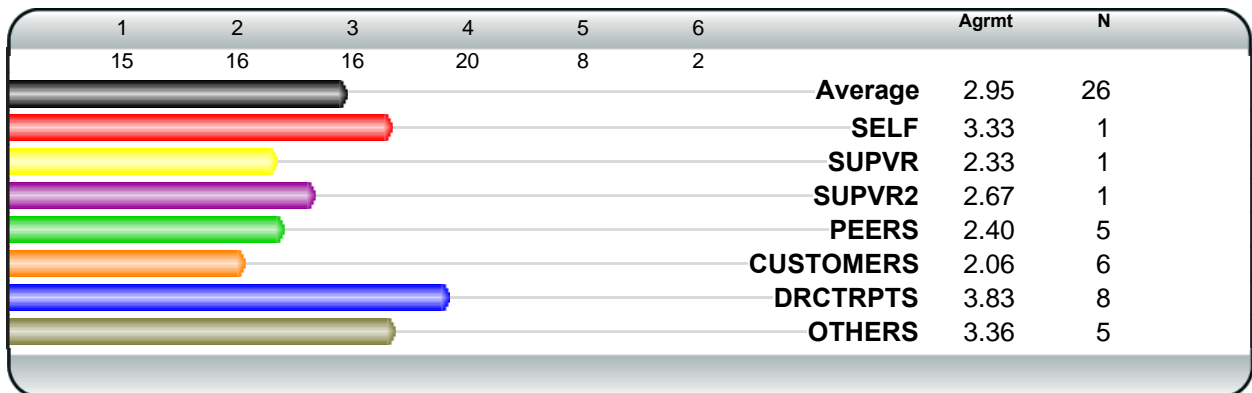 1 2 3 4 5 6 Agrmt N
15 16 16 20 8 2
Average 2.95 26
SELF 3.33 1
SUPVR 2.33 1
SUPVR2 2.67 1
PEERS 2.40 5
CUSTOMERS 2.06 6
DRCTRPTS 3.83 8
OTHERS 3.36 5